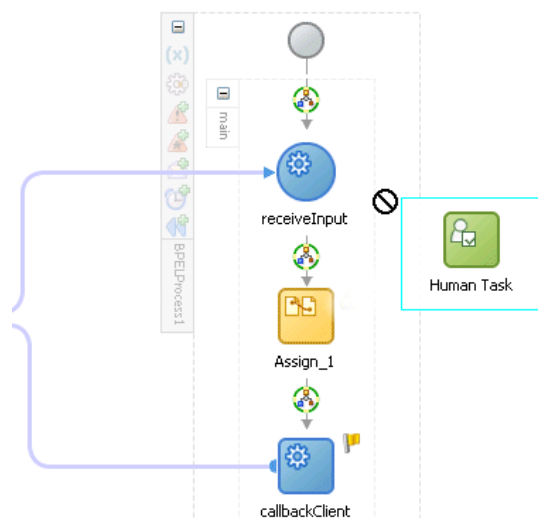 (x)
main
receiveInput
BPELProcess1
Human Task
Assign_1
callbackClient